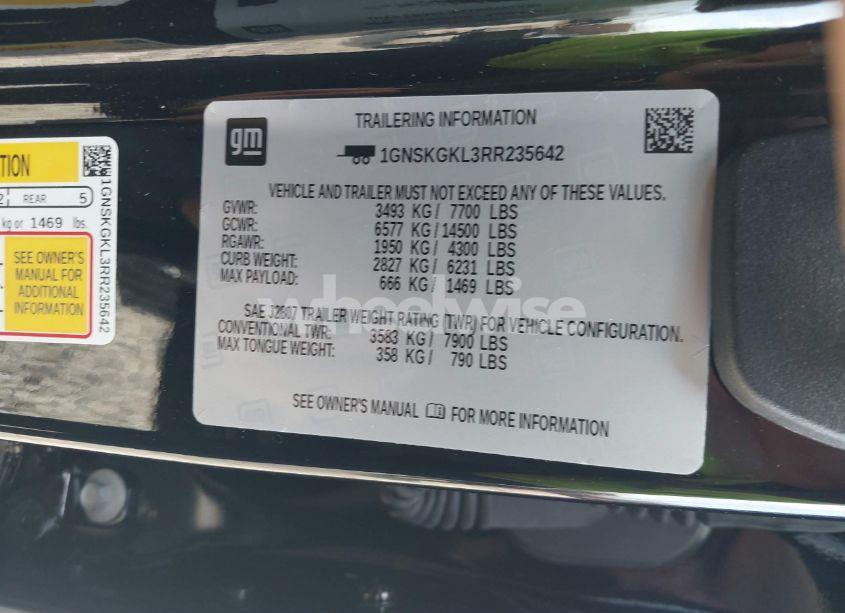 TION
2 REAR 5
kg or 1469 lbs.
SEE OWNER'S
MANUAL FOR
ADDITIONAL
INFORMATION
1GNSKGKL3RR235642
gm
TRAILERING INFORMATION
1GNSKGKL3RR235642
VEHICLE AND TRAILER MUST NOT EXCEED ANY OF THESE VALUES.
GVWR: 3493 KG/ 7700 LBS
GCWR: 6577 KG/14500 LBS
RGAWR: 1950 KG/ 4300 LBS
CURB WEIGHT: 2827 KG/ 6231 LBS
MAX PAYLOAD: 666 KG/ 1469 LBS
wheelwise
SAE J2807 TRAILER WEIGHT RATING (TWR) FOR VEHICLE CONFIGURATION.
CONVENTIONAL TWR: 3583 KG/ 7900 LBS
MAX TONGUE WEIGHT: 358 KG/ 790 LBS
SEE OWNER'S MANUAL FOR MORE INFORMATION